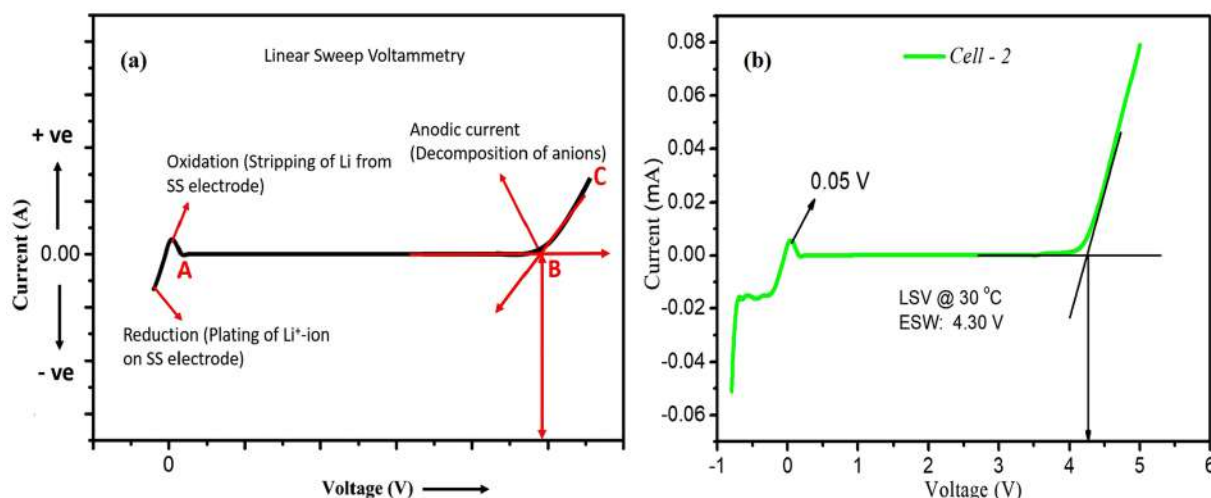 (a)
Linear Sweep Voltammetry
+ ve
Current (A)
0.00
- ve
Oxidation (Stripping of Li from
SS electrode)
Anodic current
(Decomposition of anions)
A
B
C
Reduction (Plating of Li⁺-ion
on SS electrode)
0
Voltage (V)
(b)
Cell - 2
0.08
0.06
0.04
0.02
0.00
-0.02
-0.04
-0.06
Current (mA)
0.05 V
LSV @ 30 °C
ESW: 4.30 V
-1 0 1 2 3 4 5 6
Voltage (V)